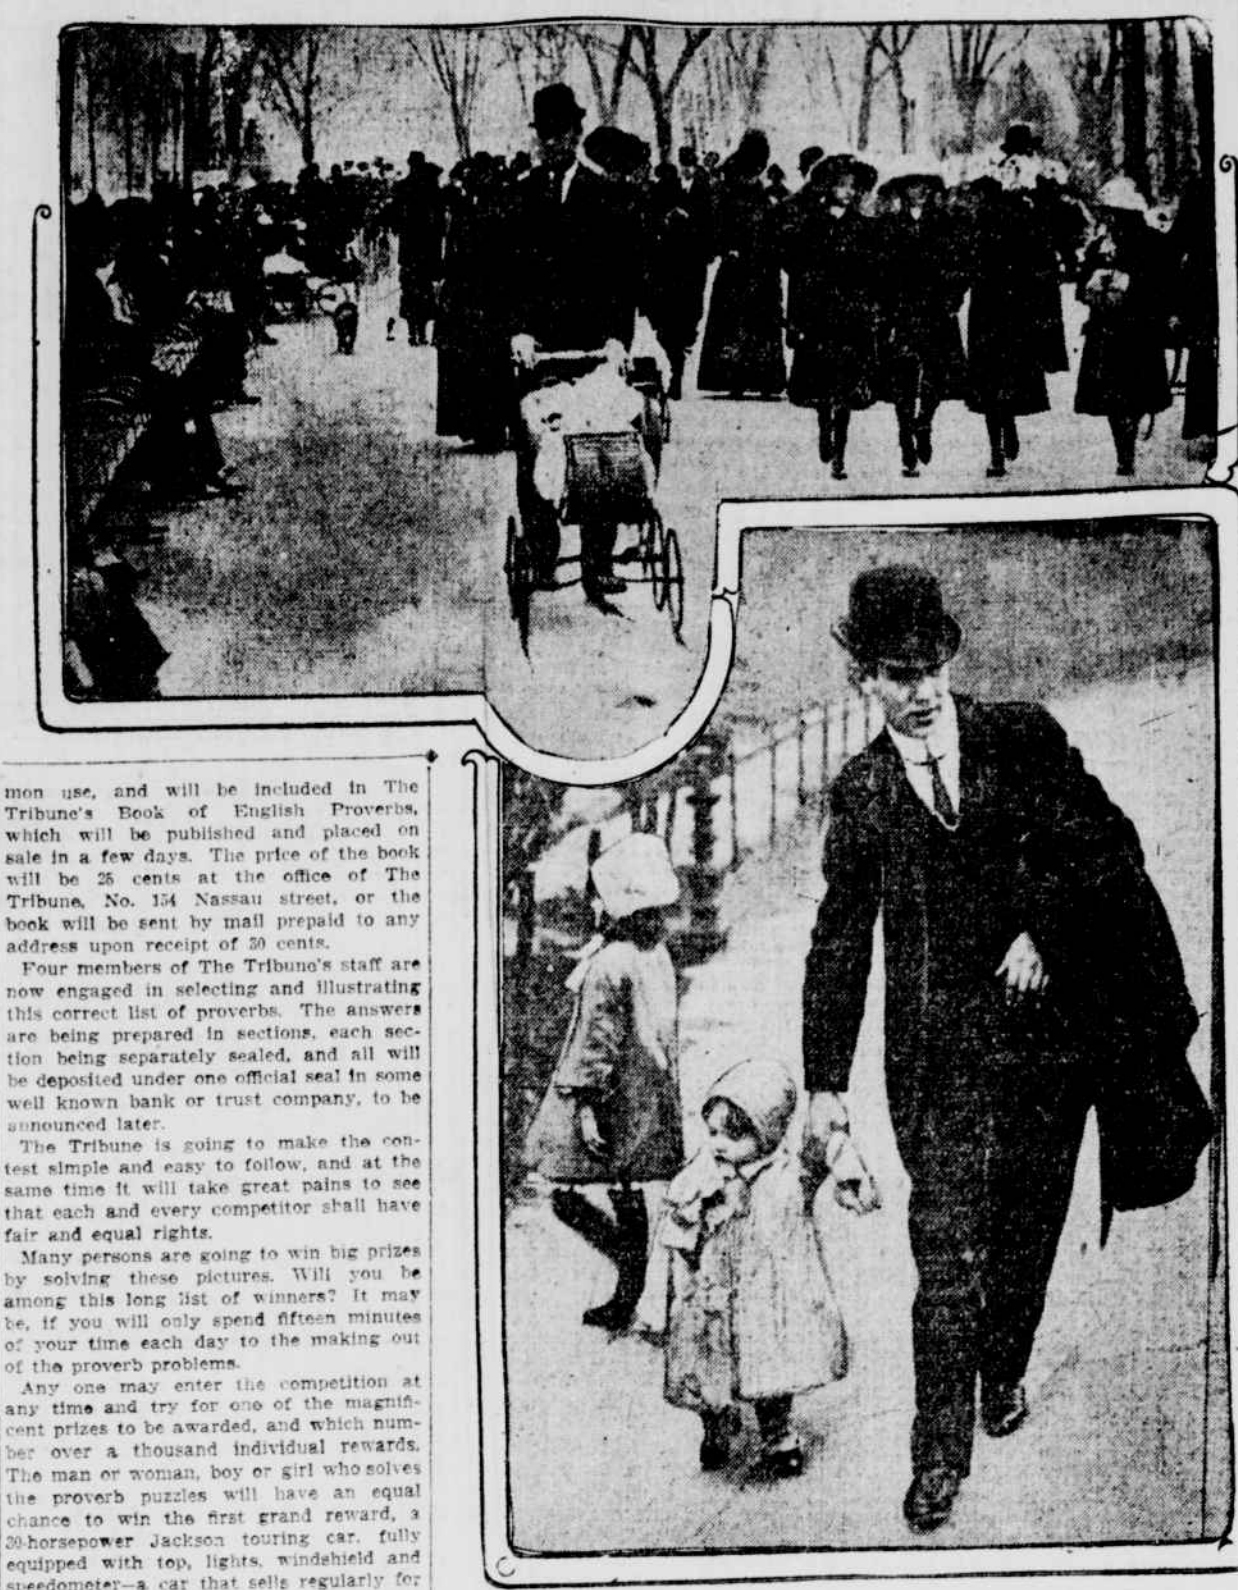 mon use, and will be included in The
Tribune's Book of English Proverbs,
which will be published and placed on
sale in a few days. The price of the book
will be 25 cents at the office of The
Tribune, No. 154 Nassau street, or the
book will be sent by mail prepaid to any
address upon receipt of 30 cents.
Four members of The Tribune's staff are
now engaged in selecting and illustrating
this correct list of proverbs. The answers
are being prepared in sections, each sec-
tion being separately sealed, and all will
be deposited under one official seal in some
well known bank or trust company, to be
announced later.
The Tribune is going to make the con-
test simple and easy to follow, and at the
same time it will take great pains to see
that each and every competitor shall have
fair and equal rights.
Many persons are going to win big prizes
by solving these pictures. Will you be
among this long list of winners? It may
be, if you will only spend fifteen minutes
of your time each day to the making out
of the proverb problems.
Any one may enter the competition at
any time and try for one of the magnifi-
cent prizes to be awarded, and which num-
ber over a thousand individual rewards.
The man or woman, boy or girl who solves
the proverb puzzles will have an equal
chance to win the first grand reward, a
30-horsepower Jackson touring car, fully
equipped with top, lights, windshield and
speedometer—a car that sells regularly for